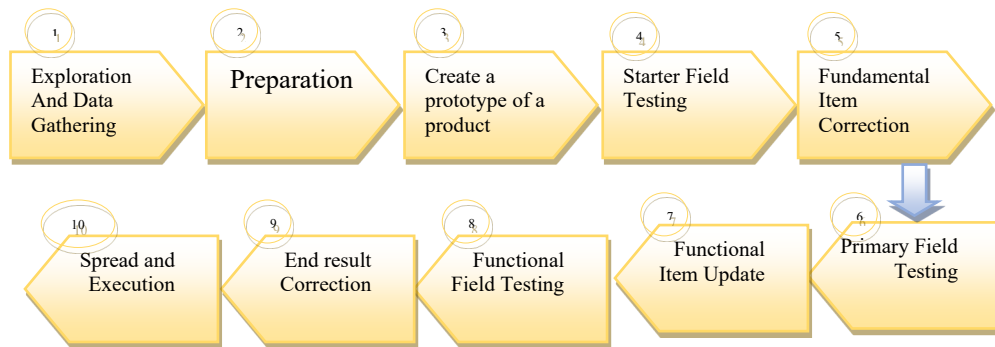 1
Exploration
And Data
Gathering
2
Preparation
3
Create a
prototype of a
product
4
Starter Field
Testing
5
Fundamental
Item
Correction
6
Primary Field
Testing
7
Functional
Item Update
8
Functional
Field Testing
9
End result
Correction
10
Spread and
Execution